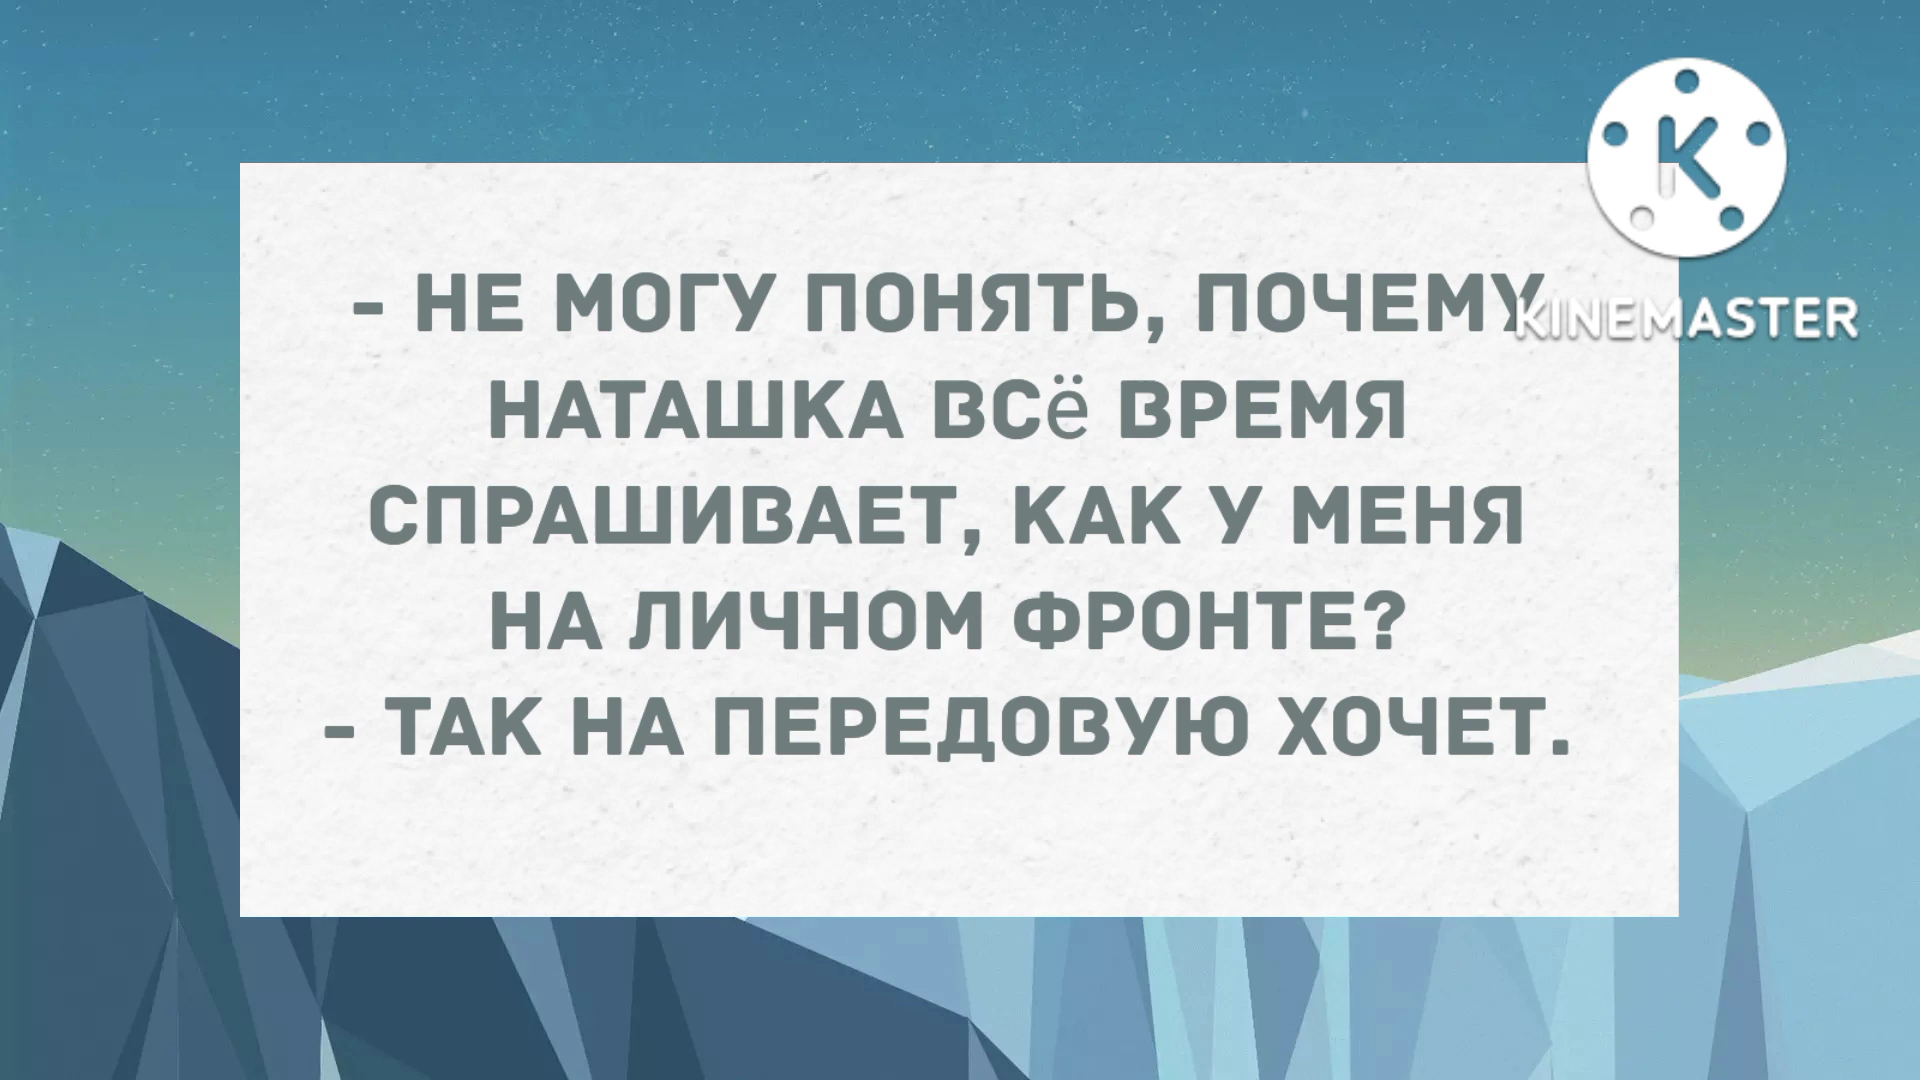 - НЕ МОГУ ПОНЯТЬ, ПОЧЕМУ
НАТАШКА ВСё ВРЕМЯ
СПРАШИВАЕТ, КАК У МЕНЯ
НА ЛИЧНОМ ФРОНТЕ?
- ТАК НА ПЕРЕДОВУЮ ХОЧЕТ.
K
KINEMASTER